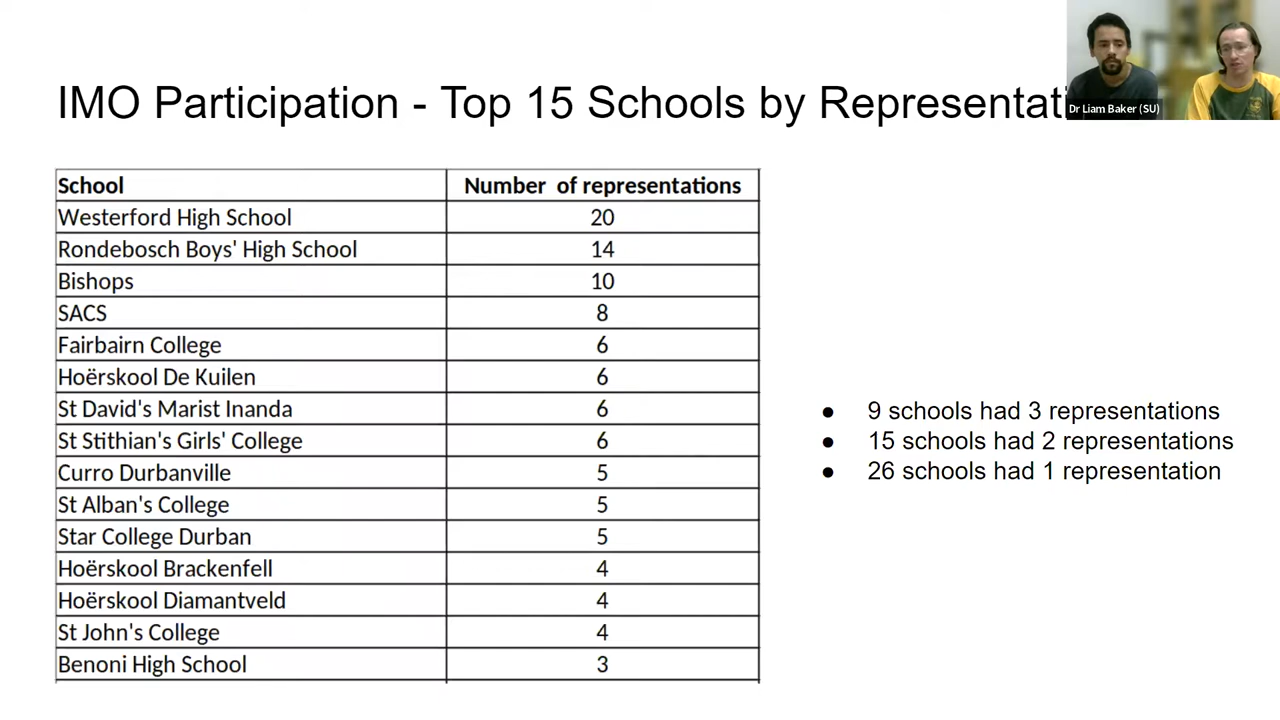 IMO Participation - Top 15 Schools by Representati
Dr Liam Baker (SU)
School Number of representations
Westerford High School 20
Rondebosch Boys' High School 14
Bishops 10
SACS 8
Fairbairn College 6
Hoërskool De Kuilen 6
St David's Marist Inanda 6
St Stithian's Girls' College 6
Curro Durbanville 5
St Alban's College 5
Star College Durban 5
Hoërskool Brackenfell 4
Hoërskool Diamantveld 4
St John's College 4
Benoni High School 3
● 9 schools had 3 representations
● 15 schools had 2 representations
● 26 schools had 1 representation